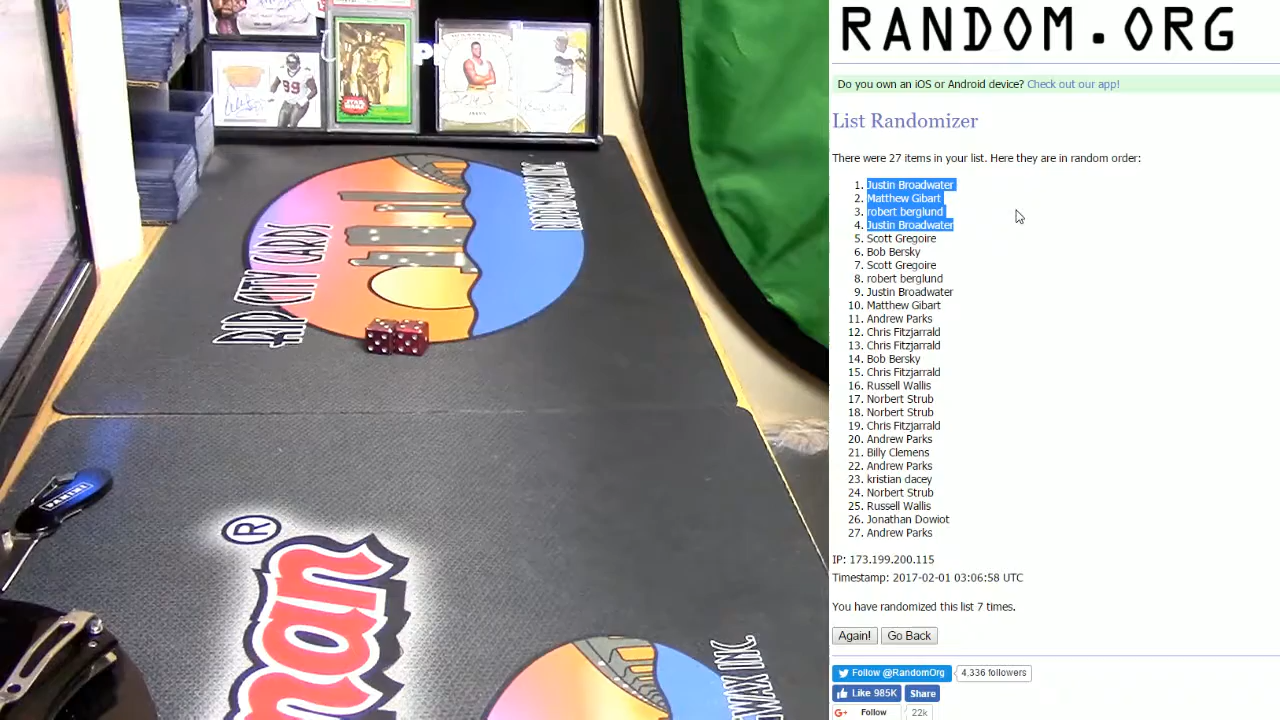 RANDOM.ORG
Do you own an iOS or Android device? Check out our app!
List Randomizer
There were 27 items in your list. Here they are in random order:
1. Justin Broadwater
2. Matthew Gibart
3. robert berglund
4. Justin Broadwater
5. Scott Gregoire
6. Bob Bersky
7. Scott Gregoire
8. robert berglund
9. Justin Broadwater
10. Matthew Gibart
11. Andrew Parks
12. Chris Fitzjarrald
13. Chris Fitzjarrald
14. Bob Bersky
15. Chris Fitzjarrald
16. Russell Wallis
17. Norbert Strub
18. Norbert Strub
19. Chris Fitzjarrald
20. Andrew Parks
21. Billy Clemens
22. Andrew Parks
23. kristian dacey
24. Norbert Strub
25. Russell Wallis
26. Jonathan Dowiot
27. Andrew Parks
IP: 173.199.200.115
Timestamp: 2017-02-01 03:06:58 UTC
You have randomized this list 7 times.
Again! Go Back
Follow @RandomOrg 4,336 followers
Like 985K Share
G+ Follow 22k
STAR WARS
99
RIP CITY CARDS
PANINI
®